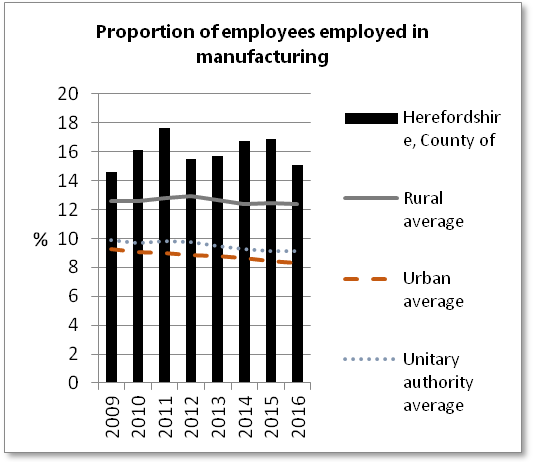 Proportion of employees employed in
manufacturing
20
18
16
14
12
10
8
6
4
2
0
%
2009
2010
2011
2012
2013
2014
2015
2016
Herefordshir
e, County of
Rural
average
Urban
average
Unitary
authority
average